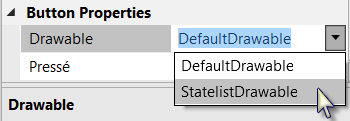 Button Properties
Drawable DefaultDrawable
Pressé DefaultDrawable
StatelistDrawable
Drawable